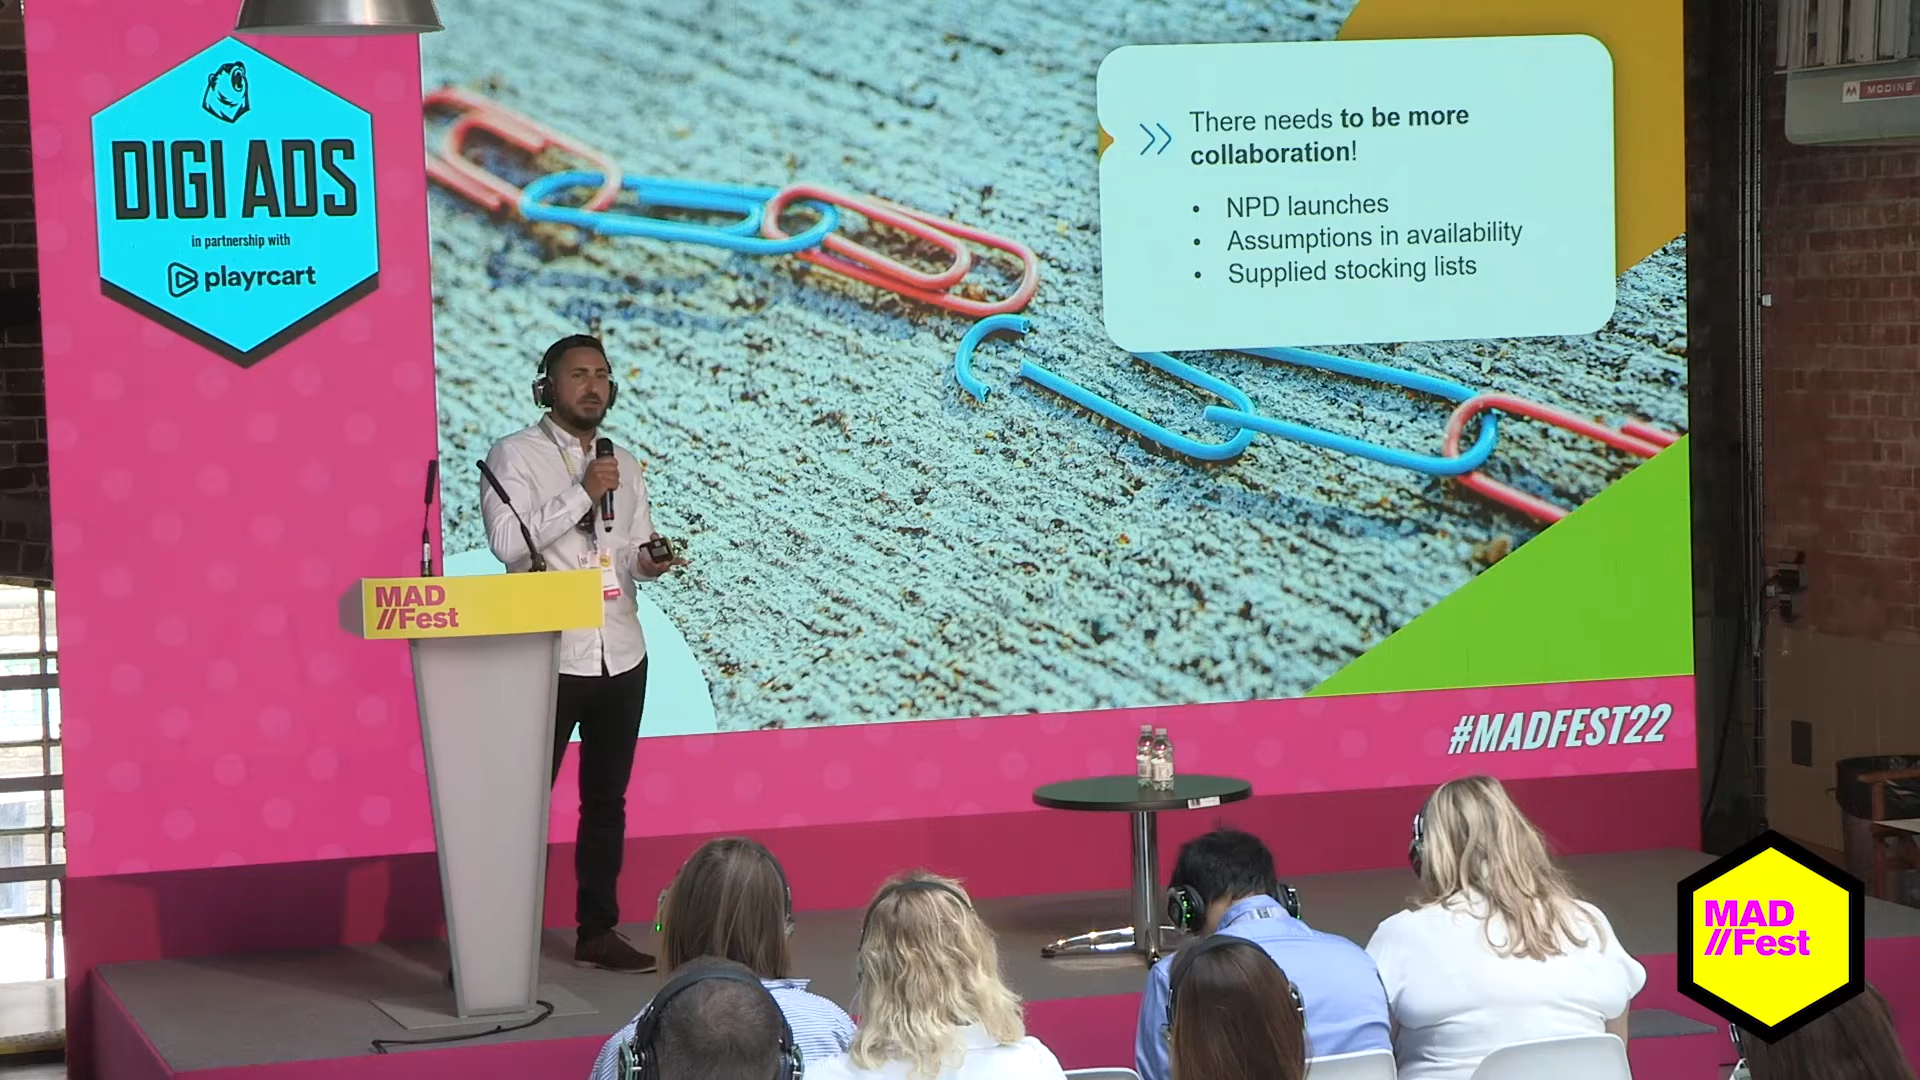 DIGI ADS
in partnership with
playrcart
There needs to be more
collaboration!
• NPD launches
• Assumptions in availability
• Supplied stocking lists
MODINE
MAD
//Fest
#MADFEST22
MAD
//Fest